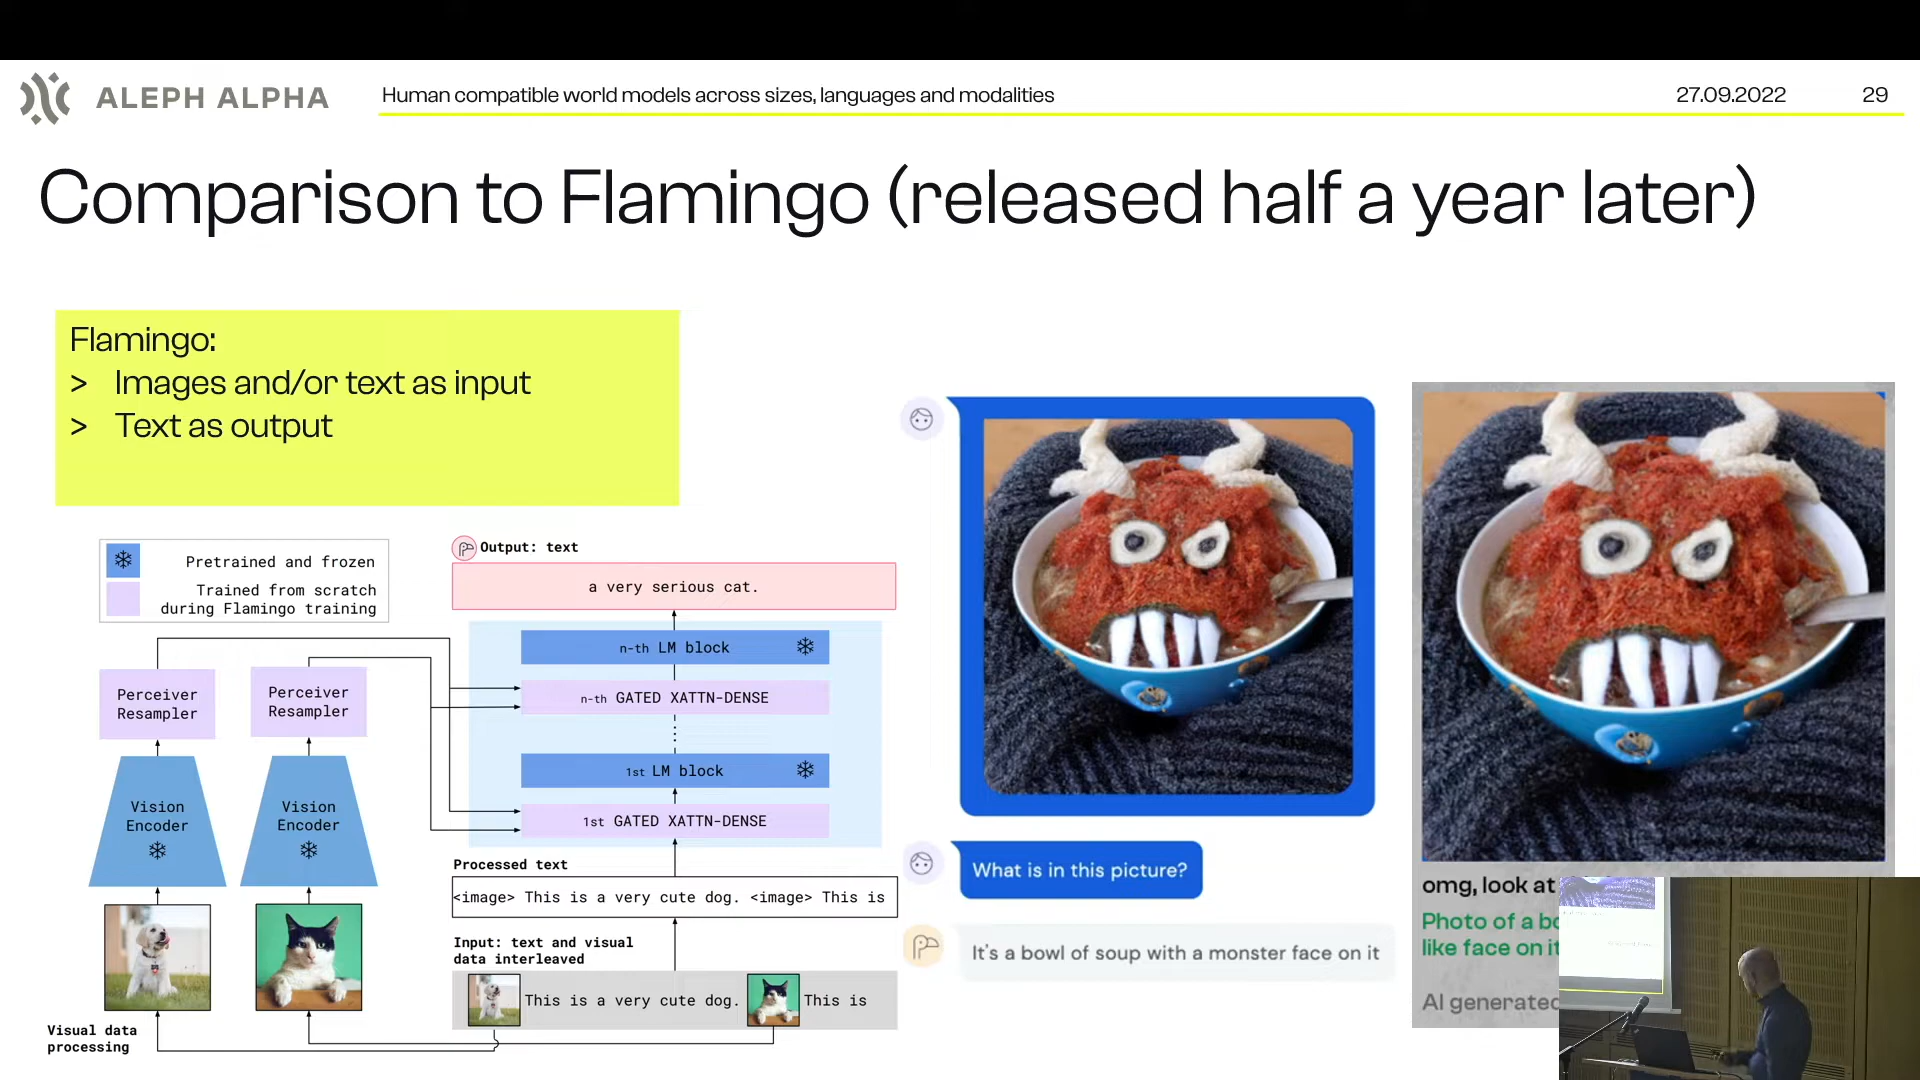 ALEPH ALPHA
Human compatible world models across sizes, languages and modalities
27.09.2022
29
Comparison to Flamingo (released half a year later)
Flamingo:
> Images and/or text as input
> Text as output
Pretrained and frozen
Trained from scratch
during Flamingo training
Output: text
a very serious cat.
n-th LM block
n-th GATED XATTN-DENSE
1st LM block
1st GATED XATTN-DENSE
Perceiver
Resampler
Perceiver
Resampler
Vision
Encoder
Vision
Encoder
Processed text
<image> This is a very cute dog. <image> This is
Input: text and visual
data interleaved
This is a very cute dog.
This is
Visual data
processing
What is in this picture?
It's a bowl of soup with a monster face on it
omg, look at
Photo of a
like face on it
AI generated